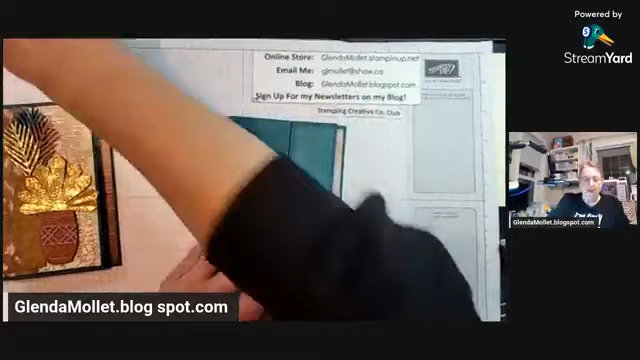 Powered by
StreamYard
Online Store: GlendaMollet.stampinup.net
Email Me: gjmollet@shaw.ca
Blog: GlendaMollet.blogspot.com
Sign Up For my Newsletters on my Blog!
Stamping Creative Co. Club
GlendaMollet.blogspot.com
GlendaMollet.blog spot.com